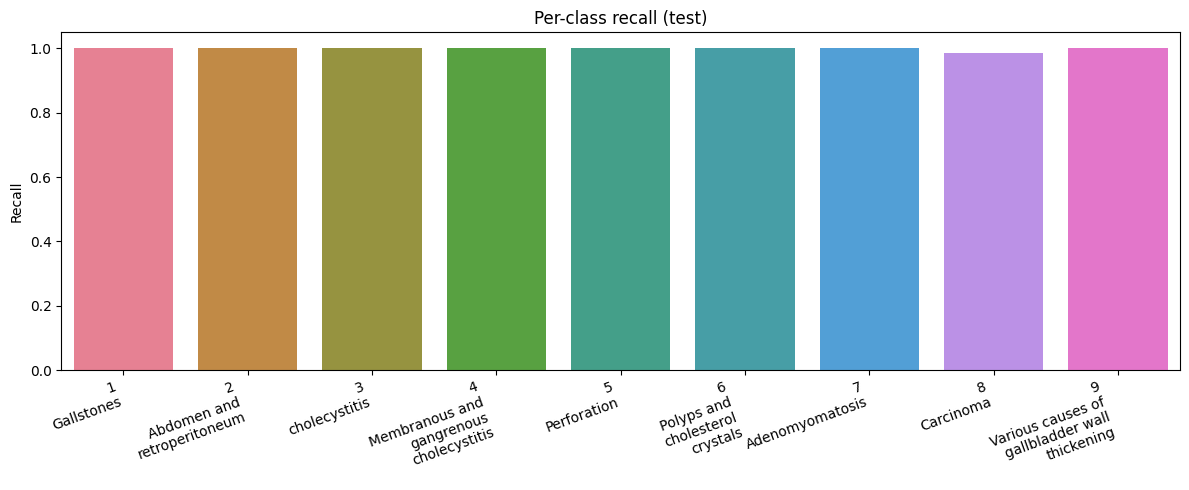 Per-class recall (test)
Recall
1.0
0.8
0.6
0.4
0.2
0.0
1
Gallstones
2
Abdomen and
retroperitoneum
3
cholecystitis
4
Membranous and
gangrenous
cholecystitis
5
Perforation
6
Polyps and
cholesterol
crystals
7
Adenomyomatosis
8
Carcinoma
9
Various causes of
gallbladder wall
thickening